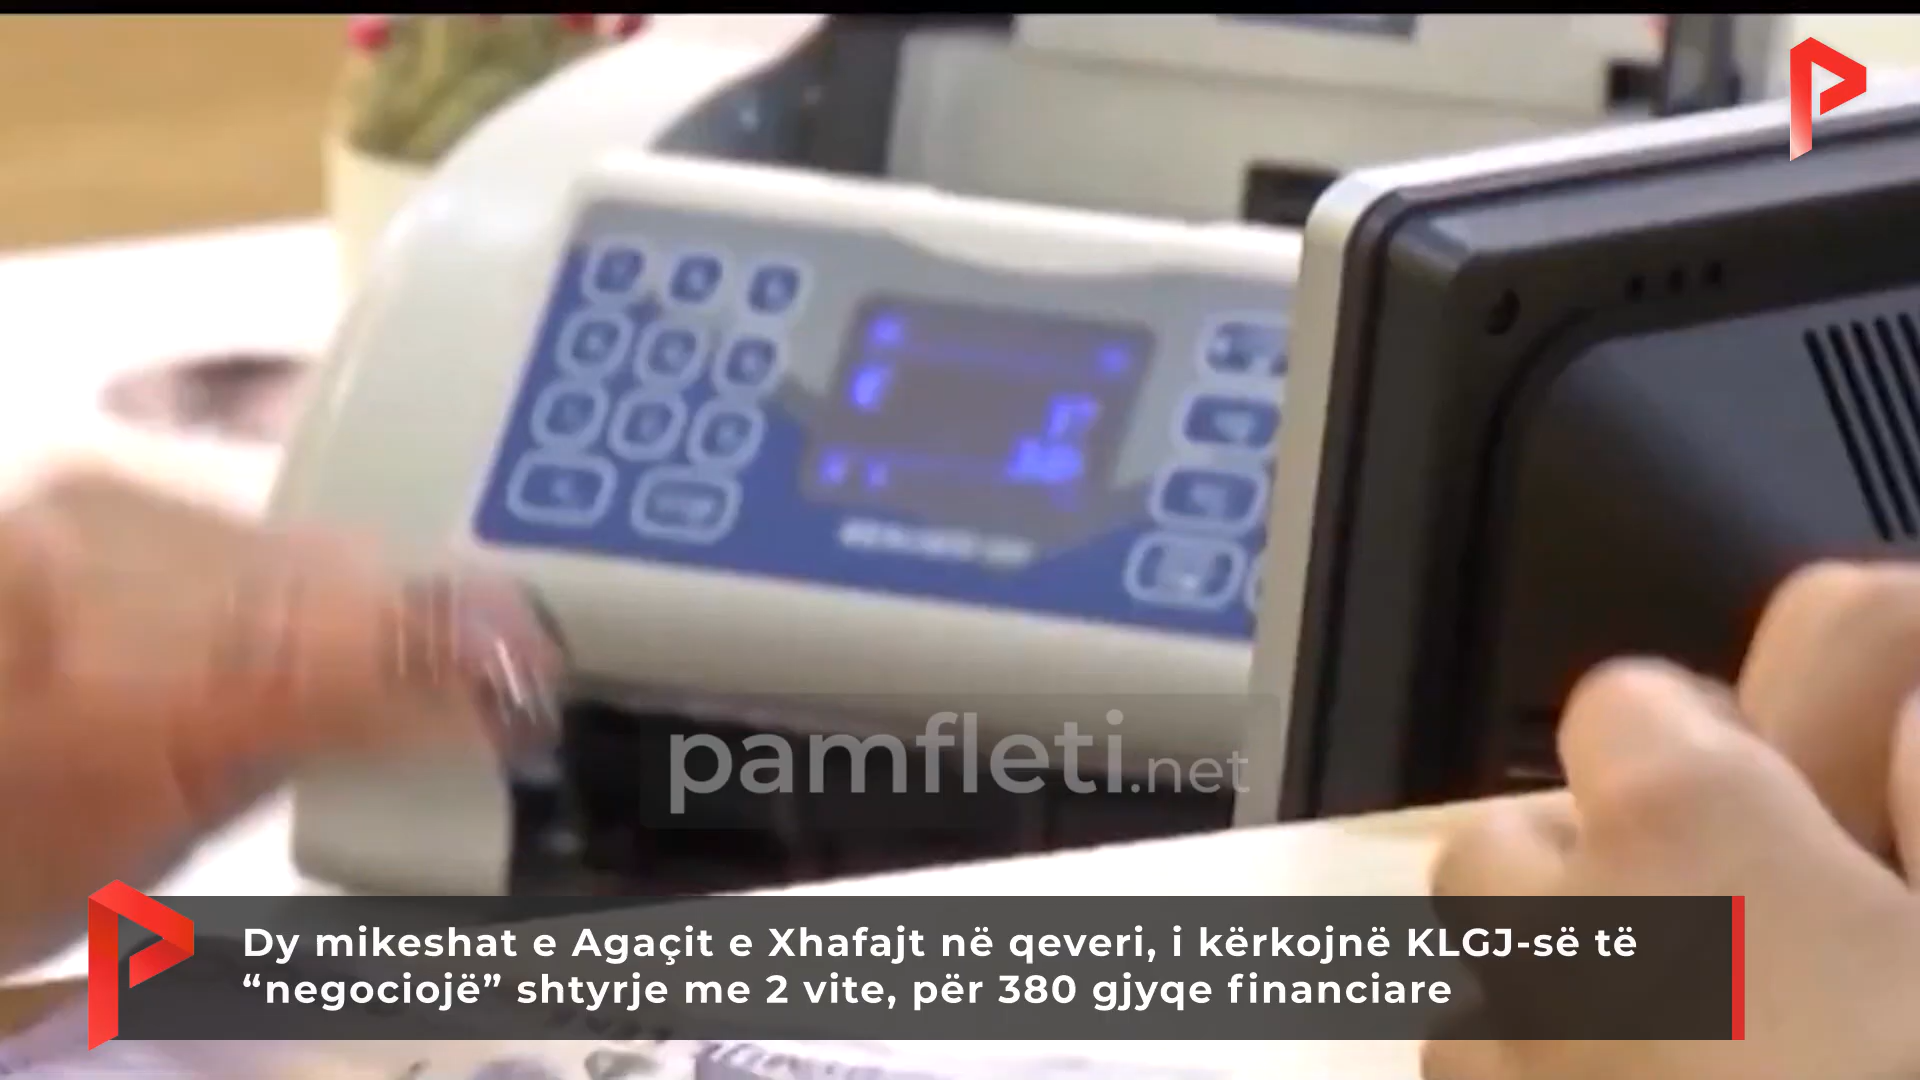 pamfleti.net
Dy mikeshat e Agaçit e Xhafajt në qeveri, i kërkojnë KLGJ-së të
“negociojë” shtyrje me 2 vite, për 380 gjyqe financiare